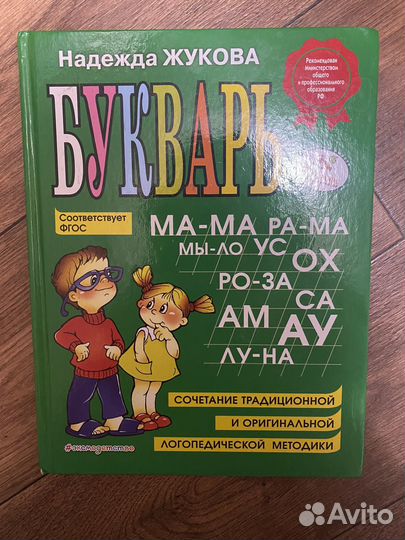 Надежда ЖУКОВА
Рекомендован
Министерством
общего
и профессионального
образования
РФ
БУКВАРЬ
Соответствует
ФГОС
МА-МА РА-МА
МЫ-ЛО УС ОХ
РО-ЗА
СА
АМ АУ
ЛУ-НА
СОЧЕТАНИЕ ТРАДИЦИОННОЙ
И ОРИГИНАЛЬНОЙ
ЛОГОПЕДИЧЕСКОЙ МЕТОДИКИ
#эксмодетство
Avito